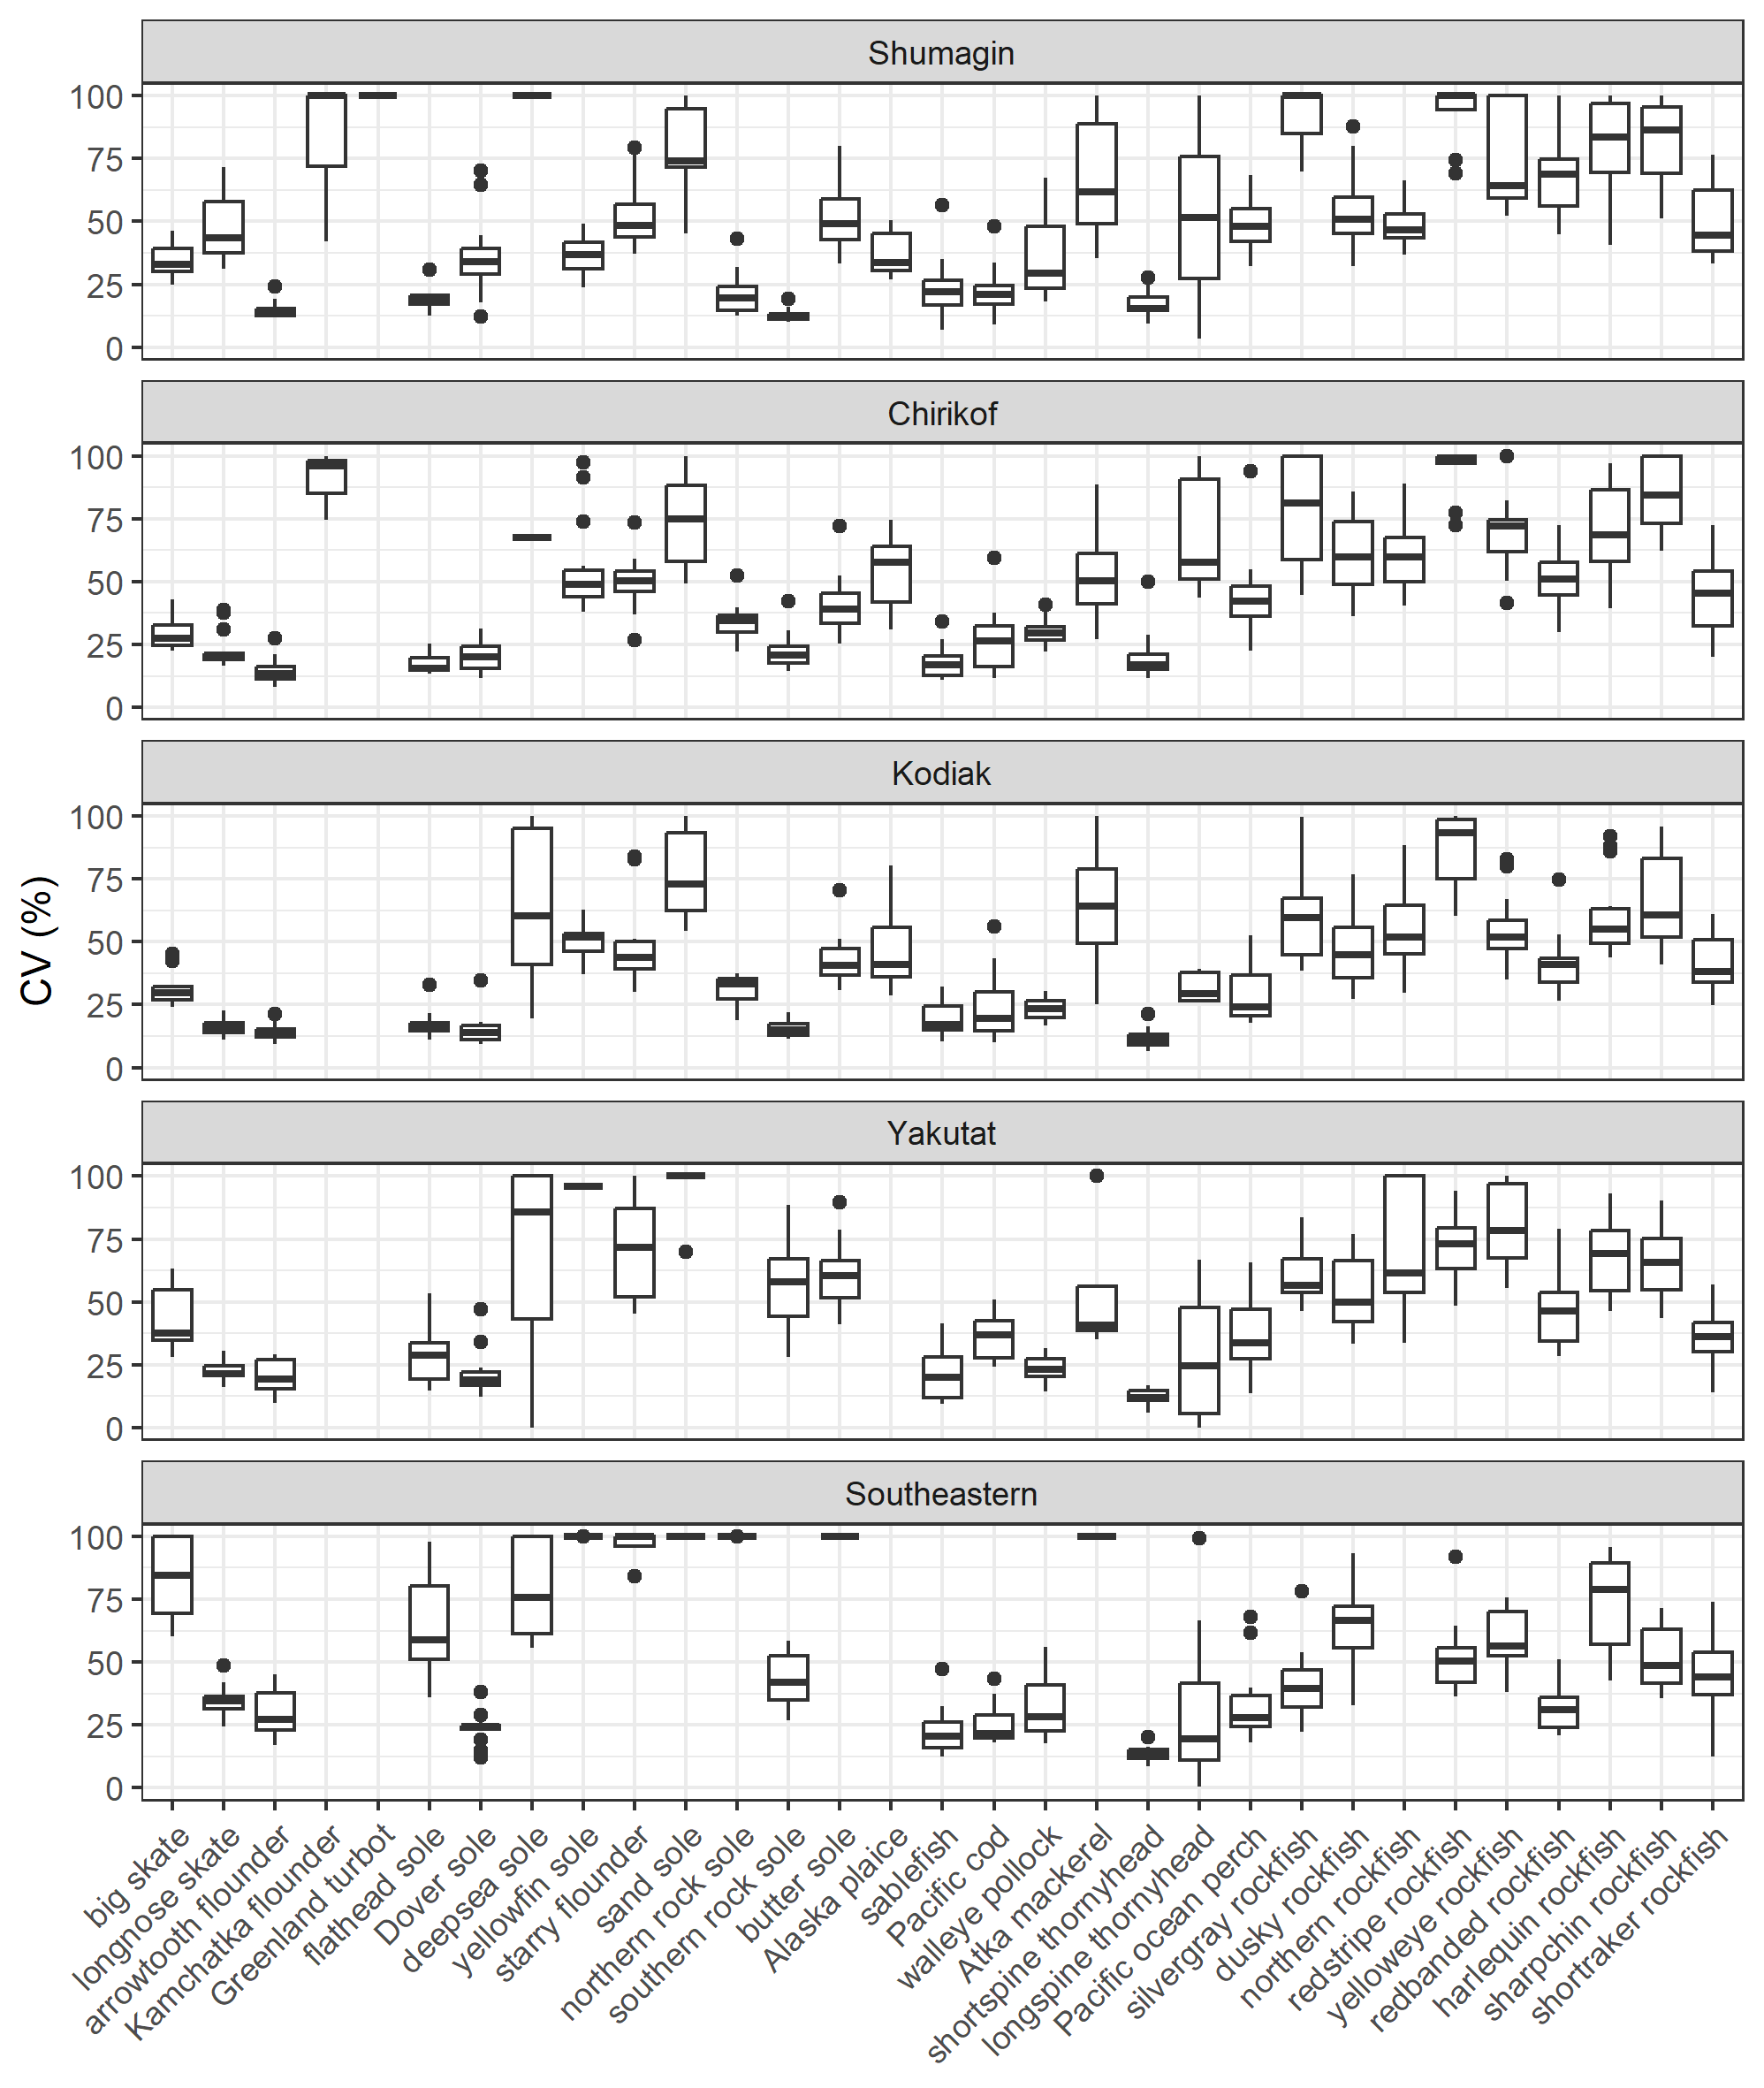 Shumagin
100
75
50
25
0
Chirikof
100
75
50
25
0
Kodiak
100
75
50
25
0
CV (%)
Yakutat
100
75
50
25
0
Southeastern
100
75
50
25
0
big skate
longnose skate
arrowtooth flounder
Kamchatka flounder
Greenland turbot
flathead sole
Dover sole
deepsea sole
yellowfin sole
starry flounder
sand sole
northern rock sole
southern rock sole
butter sole
Alaska plaice
sablefish
Pacific cod
walleye pollock
Atka mackerel
shortspine thornyhead
longspine thornyhead
Pacific ocean perch
silvergray rockfish
dusky rockfish
northern rockfish
redstripe rockfish
yelloweye rockfish
redbanded rockfish
harlequin rockfish
sharpchin rockfish
shortraker rockfish